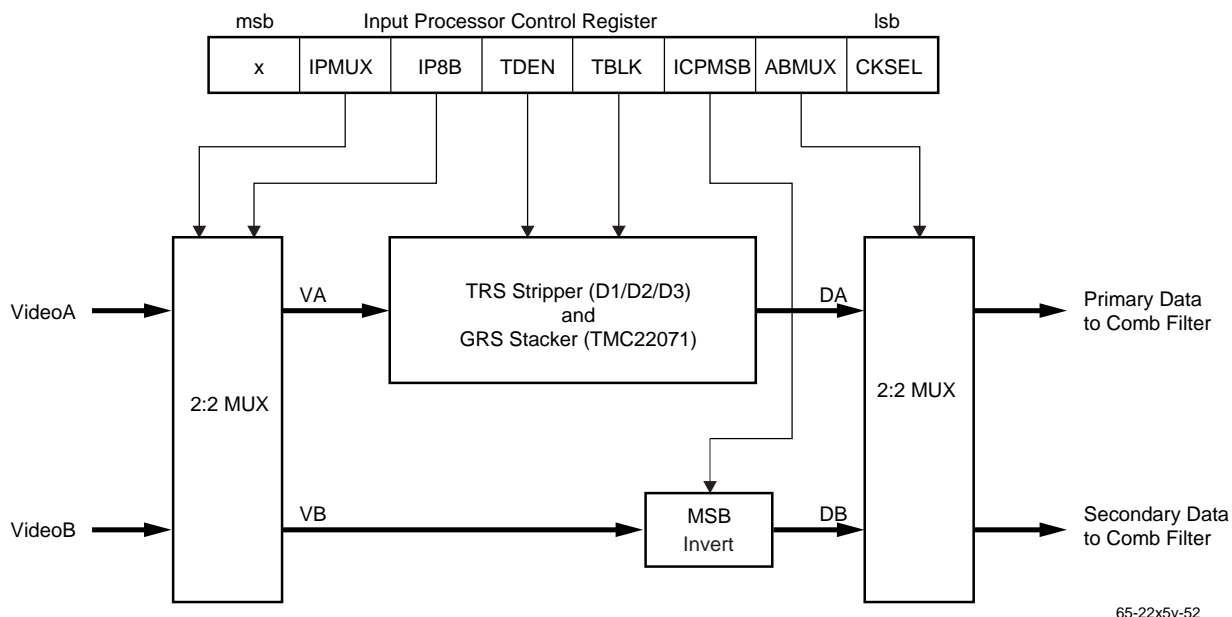 msb Input Processor Control Register lsb
x IPMUX IP8B TDEN TBLK ICPMSB ABMUX CKSEL
VideoA
VA
TRS Stripper (D1/D2/D3)
and
GRS Stacker (TMC22071)
DA
Primary Data
to Comb Filter
2:2 MUX
2:2 MUX
VideoB
VB
MSB
Invert
DB
Secondary Data
to Comb Filter
65-22x5y-52